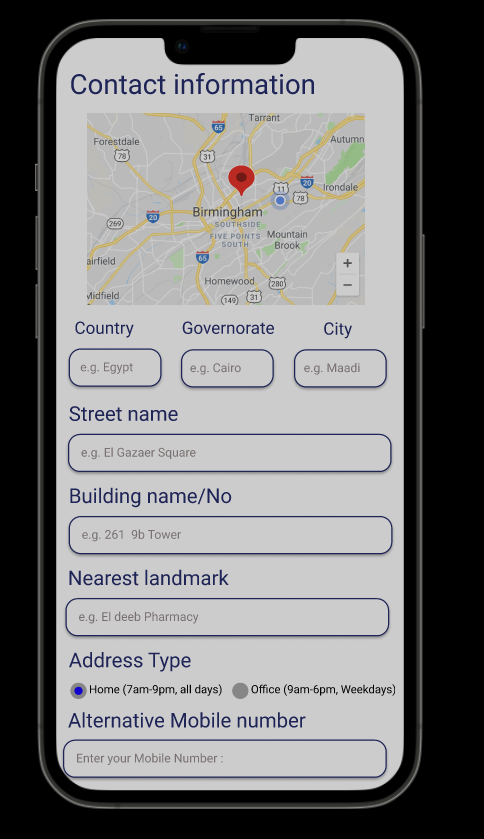 Contact information
Tarrant
65
Autumn
Forestdale
78
31
20
Irondale
11
78
Birmingham
20
269
SOUTHSIDE
FIVE POINTS
SOUTH
Mountain
Brook
65
airfield
+
Homewood
280
−
Midfield
149
31
Country Governorate City
e.g. Egypt e.g. Cairo e.g. Maadi
Street name
e.g. El Gazaer Square
Building name/No
e.g. 261 9b Tower
Nearest landmark
e.g. El deeb Pharmacy
Address Type
Home (7am-9pm, all days) Office (9am-6pm, Weekdays)
Alternative Mobile number
Enter your Mobile Number :